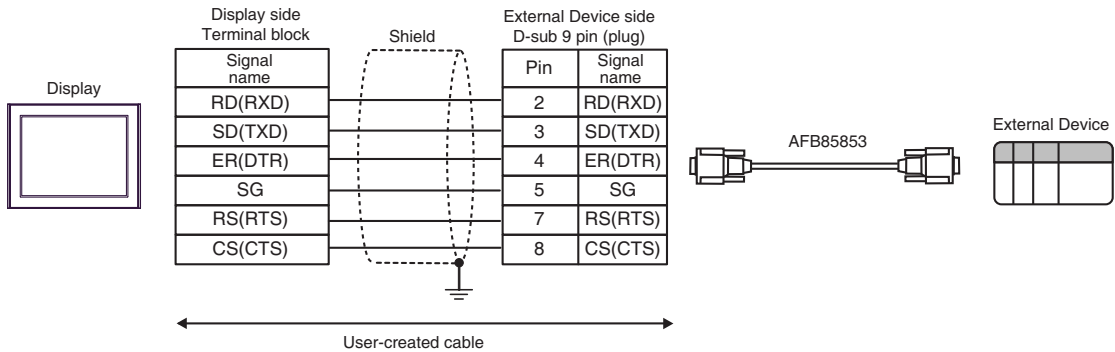 Display side
Terminal block
Shield
External Device side
D-sub 9 pin (plug)
Display
Signal
name
Pin
Signal
name
RD(RXD)
2
RD(RXD)
SD(TXD)
3
SD(TXD)
ER(DTR)
4
ER(DTR)
SG
5
SG
RS(RTS)
7
RS(RTS)
CS(CTS)
8
CS(CTS)
AFB85853
External Device
User-created cable